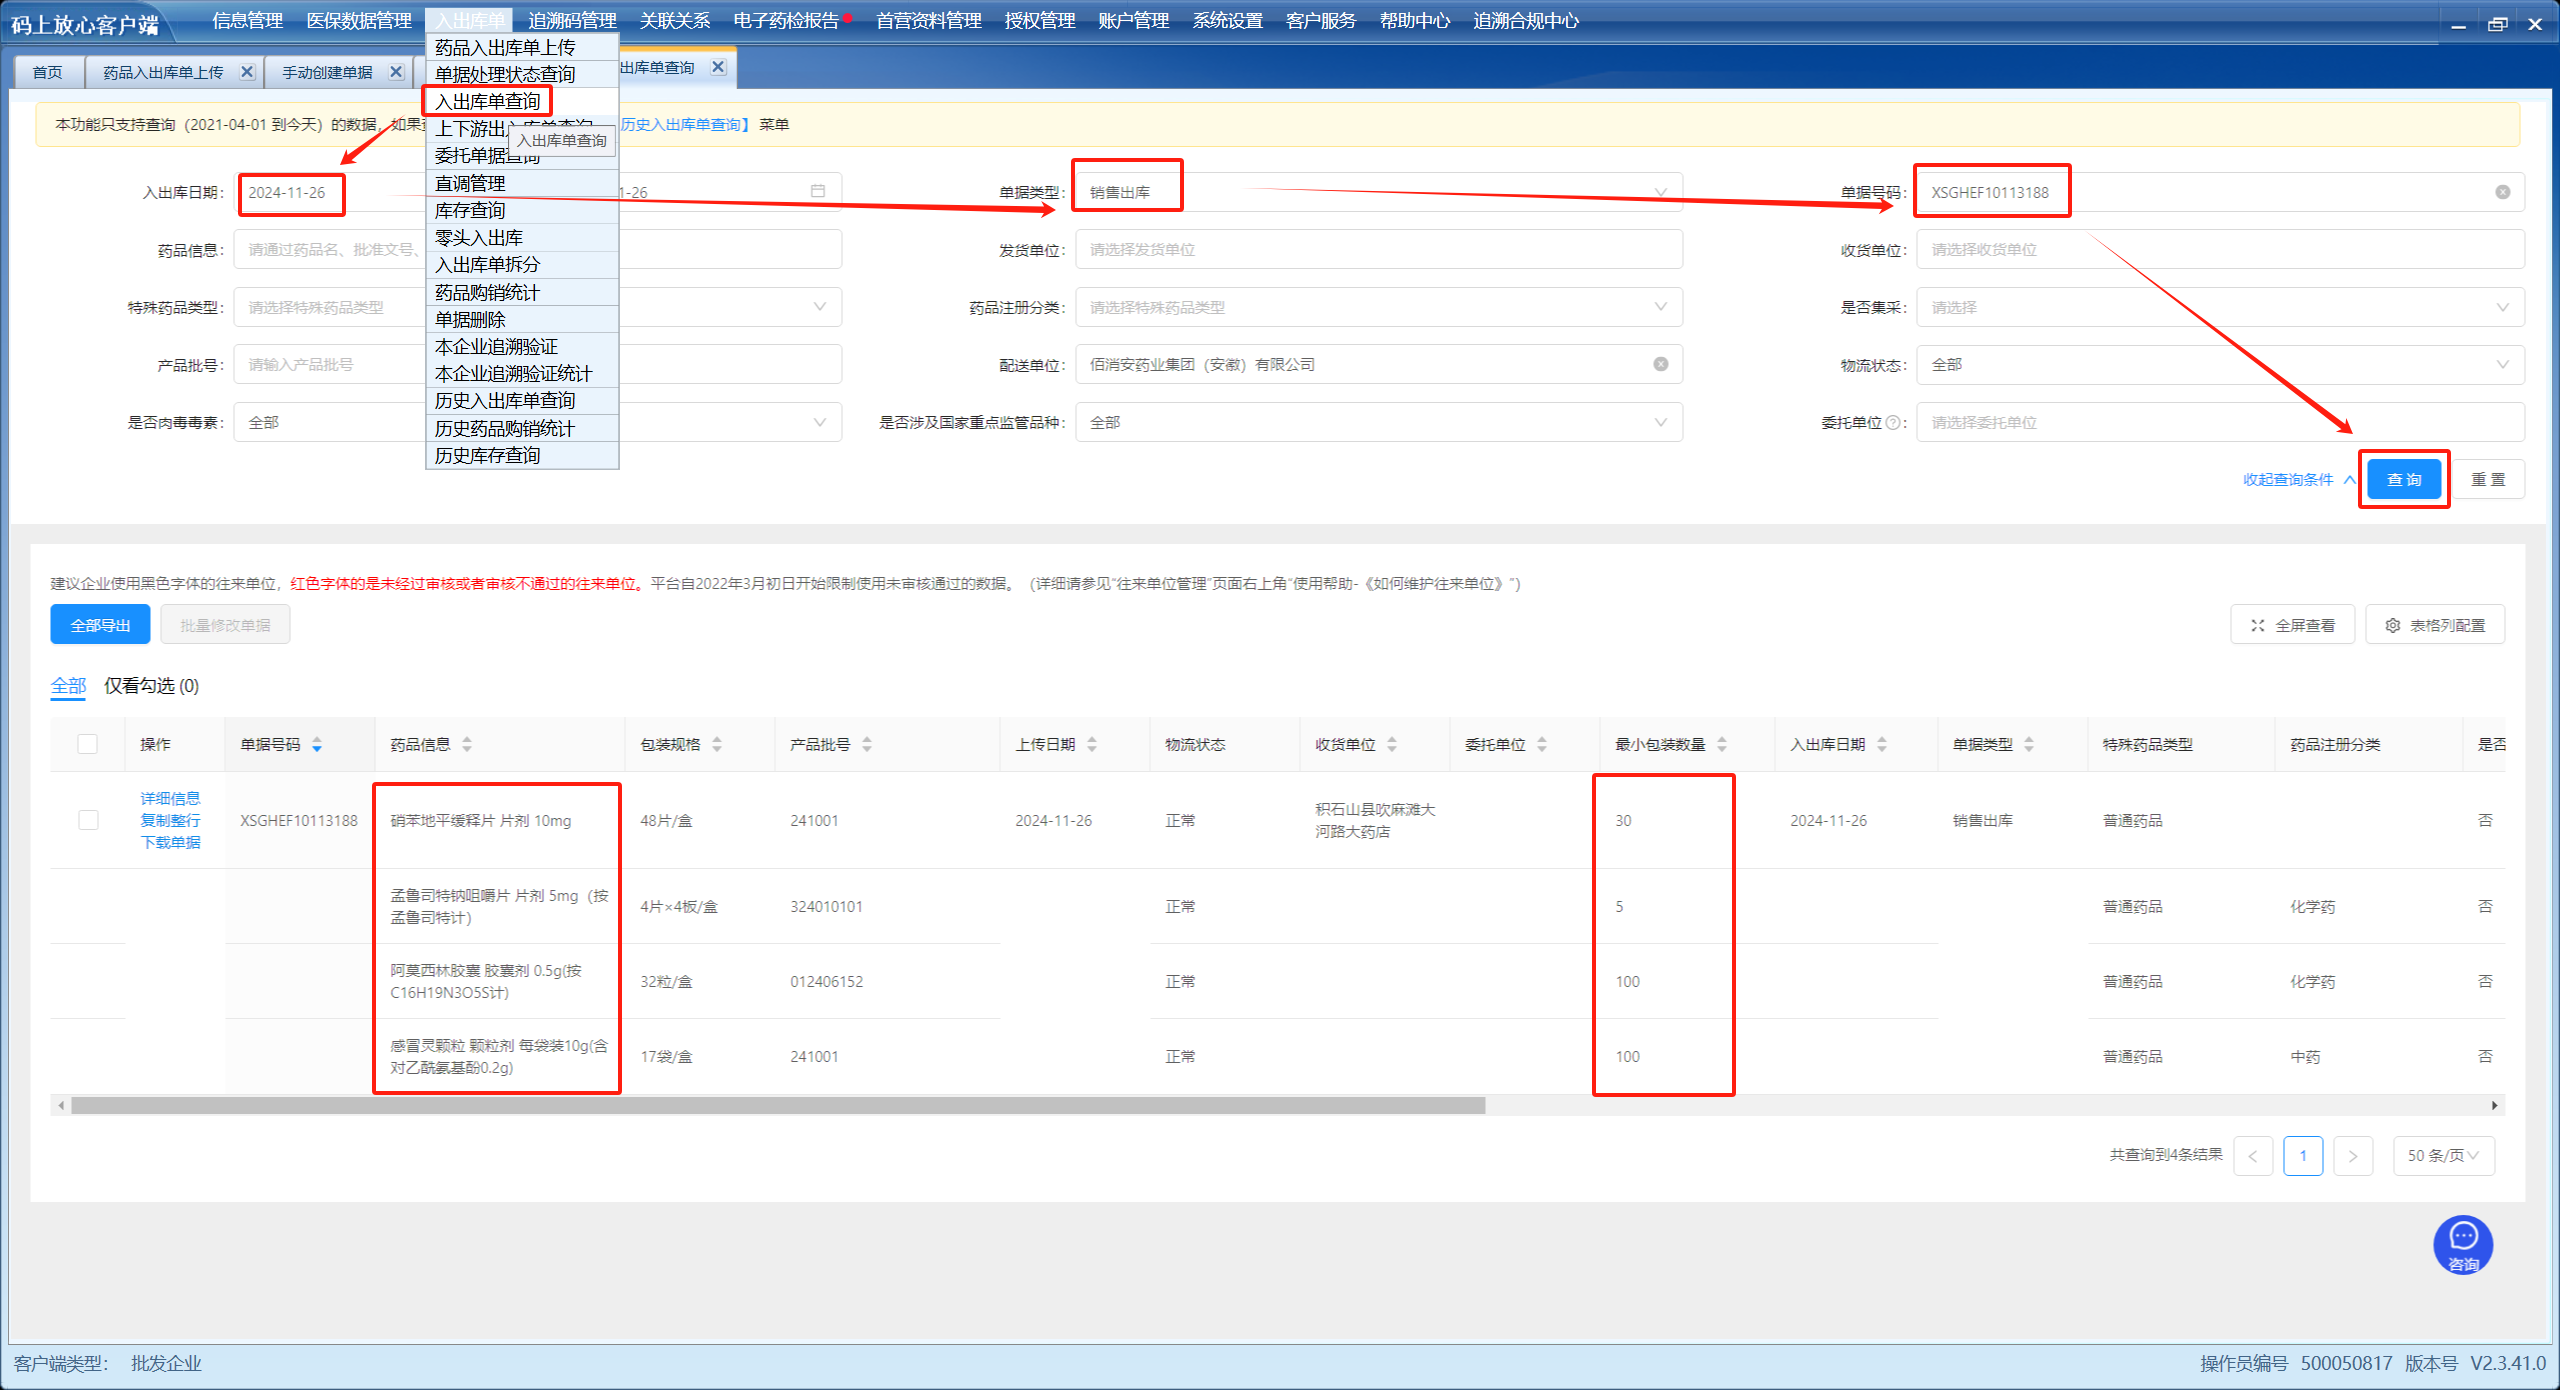 码上放心客户端
信息管理 医保数据管理 入出库单 追溯码管理 关联关系 电子药检报告 首营资料管理 授权管理 账户管理 系统设置 客户服务 帮助中心 追溯合规中心
首页 药品入出库单上传 手动创建单据 出库单查询
药品入出库单上传
单据处理状态查询
入出库单查询
上下游出入库单查询
入出库单查询
委托单据查询
直调管理
库存查询
零头入出库
入出库单拆分
药品购销统计
单据删除
本企业追溯验证
本企业追溯验证统计
历史入出库单查询
历史药品购销统计
历史库存查询
本功能只支持查询（2021-04-01 到今天）的数据，如果 历史入出库单查询】 菜单
入出库日期： 2024-11-26 1-26 单据类型： 销售出库 单据号码： XSGHEF10113188
药品信息： 请通过药品名、批准文号、 发货单位： 请选择发货单位 收货单位： 请选择收货单位
特殊药品类型： 请选择特殊药品类型 药品注册分类： 请选择特殊药品类型 是否集采： 请选择
产品批号： 请输入产品批号 配送单位： 佰消安药业集团（安徽）有限公司 物流状态： 全部
是否肉毒毒素： 全部 是否涉及国家重点监管品种： 全部 委托单位 ： 请选择委托单位
收起查询条件 查 询 重 置
建议企业使用黑色字体的往来单位，红色字体的是未经过审核或者审核不通过的往来单位。平台自2022年3月初日开始限制使用未审核通过的数据。（详细请参见“往来单位管理”页面右上角“使用帮助-《如何维护往来单位》”）
全部导出 批量修改单据 全屏查看 表格列配置
全部 仅看勾选 (0)
操作 单据号码 药品信息 包装规格 产品批号 上传日期 物流状态 收货单位 委托单位 最小包装数量 入出库日期 单据类型 特殊药品类型 药品注册分类 是否
详细信息
复制整行
下载单据
XSGHEF10113188 硝苯地平缓释片 片剂 10mg 48片/盒 241001 2024-11-26 正常 积石山县吹麻滩大
河路大药店
30 2024-11-26 销售出库 普通药品 否
孟鲁司特钠咀嚼片 片剂 5mg（按
孟鲁司特计）
4片×4板/盒 324010101 正常 5 普通药品 化学药 否
阿莫西林胶囊 胶囊剂 0.5g(按
C16H19N3O5S计)
32粒/盒 012406152 正常 100 普通药品 化学药 否
感冒灵颗粒 颗粒剂 每袋装10g(含
对乙酰氨基酚0.2g)
17袋/盒 241001 正常 100 普通药品 中药 否
共查询到4条结果 < 1 > 50 条/页
咨询
客户端类型： 批发企业 操作员编号 500050817 版本号 V2.3.41.0